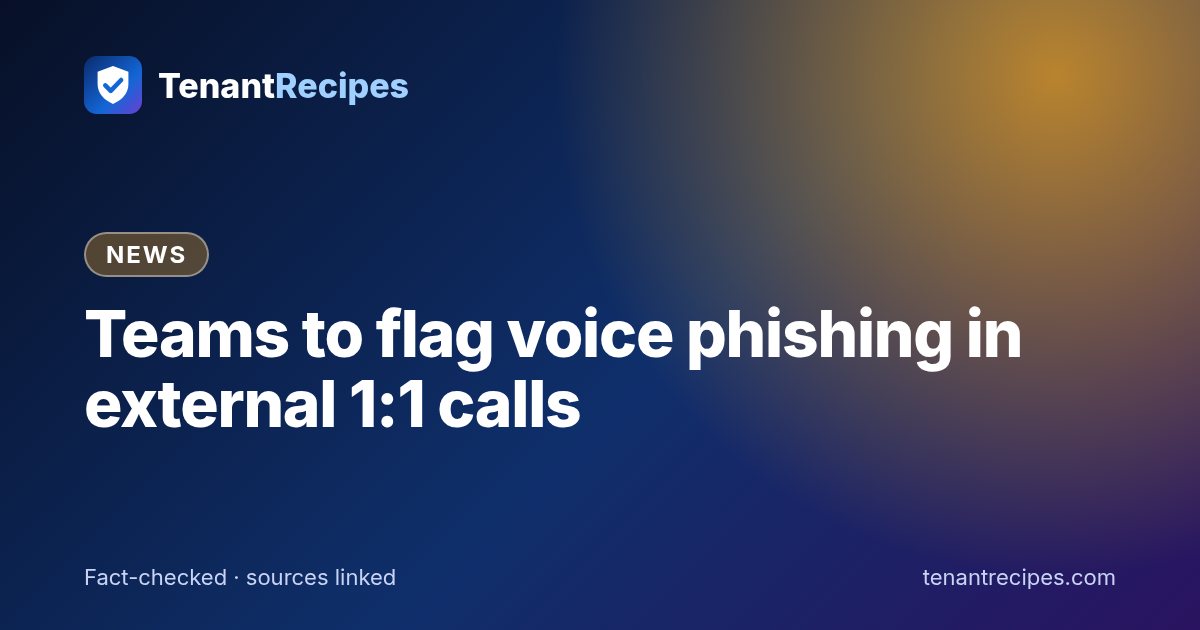 TenantRecipes
NEWS
Teams to flag voice phishing in
external 1:1 calls
Fact-checked · sources linked
tenantrecipes.com